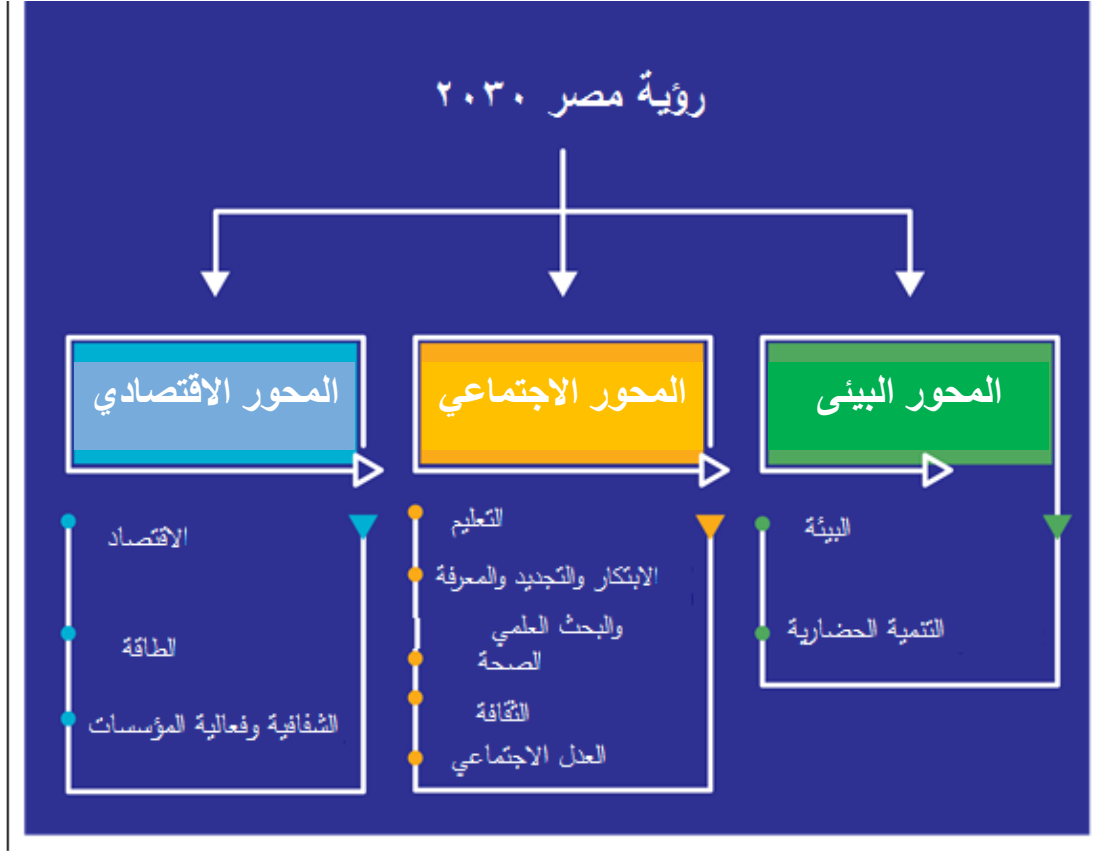 رؤية مصر ٢٠٣٠
المحور البيئى
البيئة
التنمية الحضارية
المحور الاجتماعي
التعليم
الابتكار والتجديد والمعرفة
والبحث العلمي
الصحة
الثقافة
العدل الاجتماعي
المحور الاقتصادي
الاقتصاد
الطاقة
الشفافية وفعالية المؤسسات